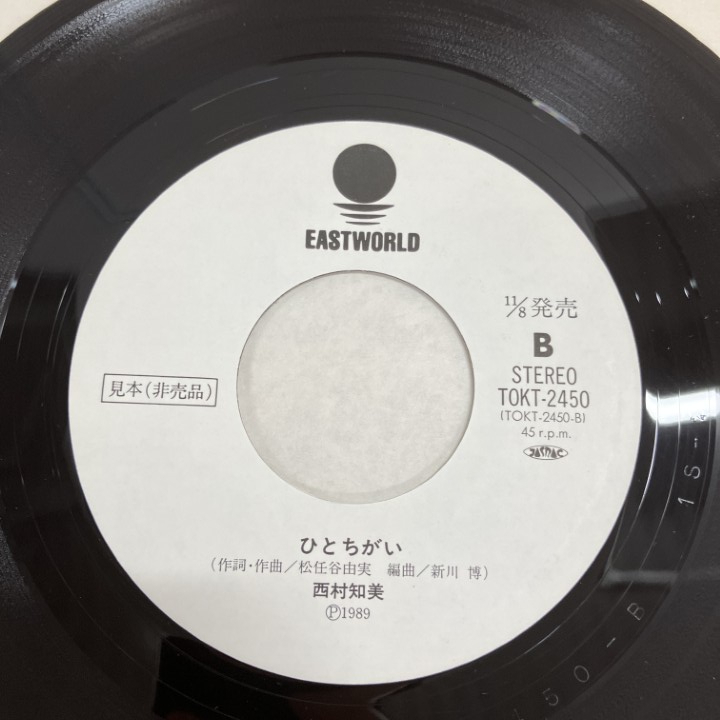 EASTWORLD
11/8発売
B
STEREO
TOKT-2450
(TOKT-2450-B)
45 r.p.m.
JASRAC
見本(非売品)
ひとちがい
(作詞・作曲/松任谷由実 編曲/新川 博)
西村知美
Ⓟ1989